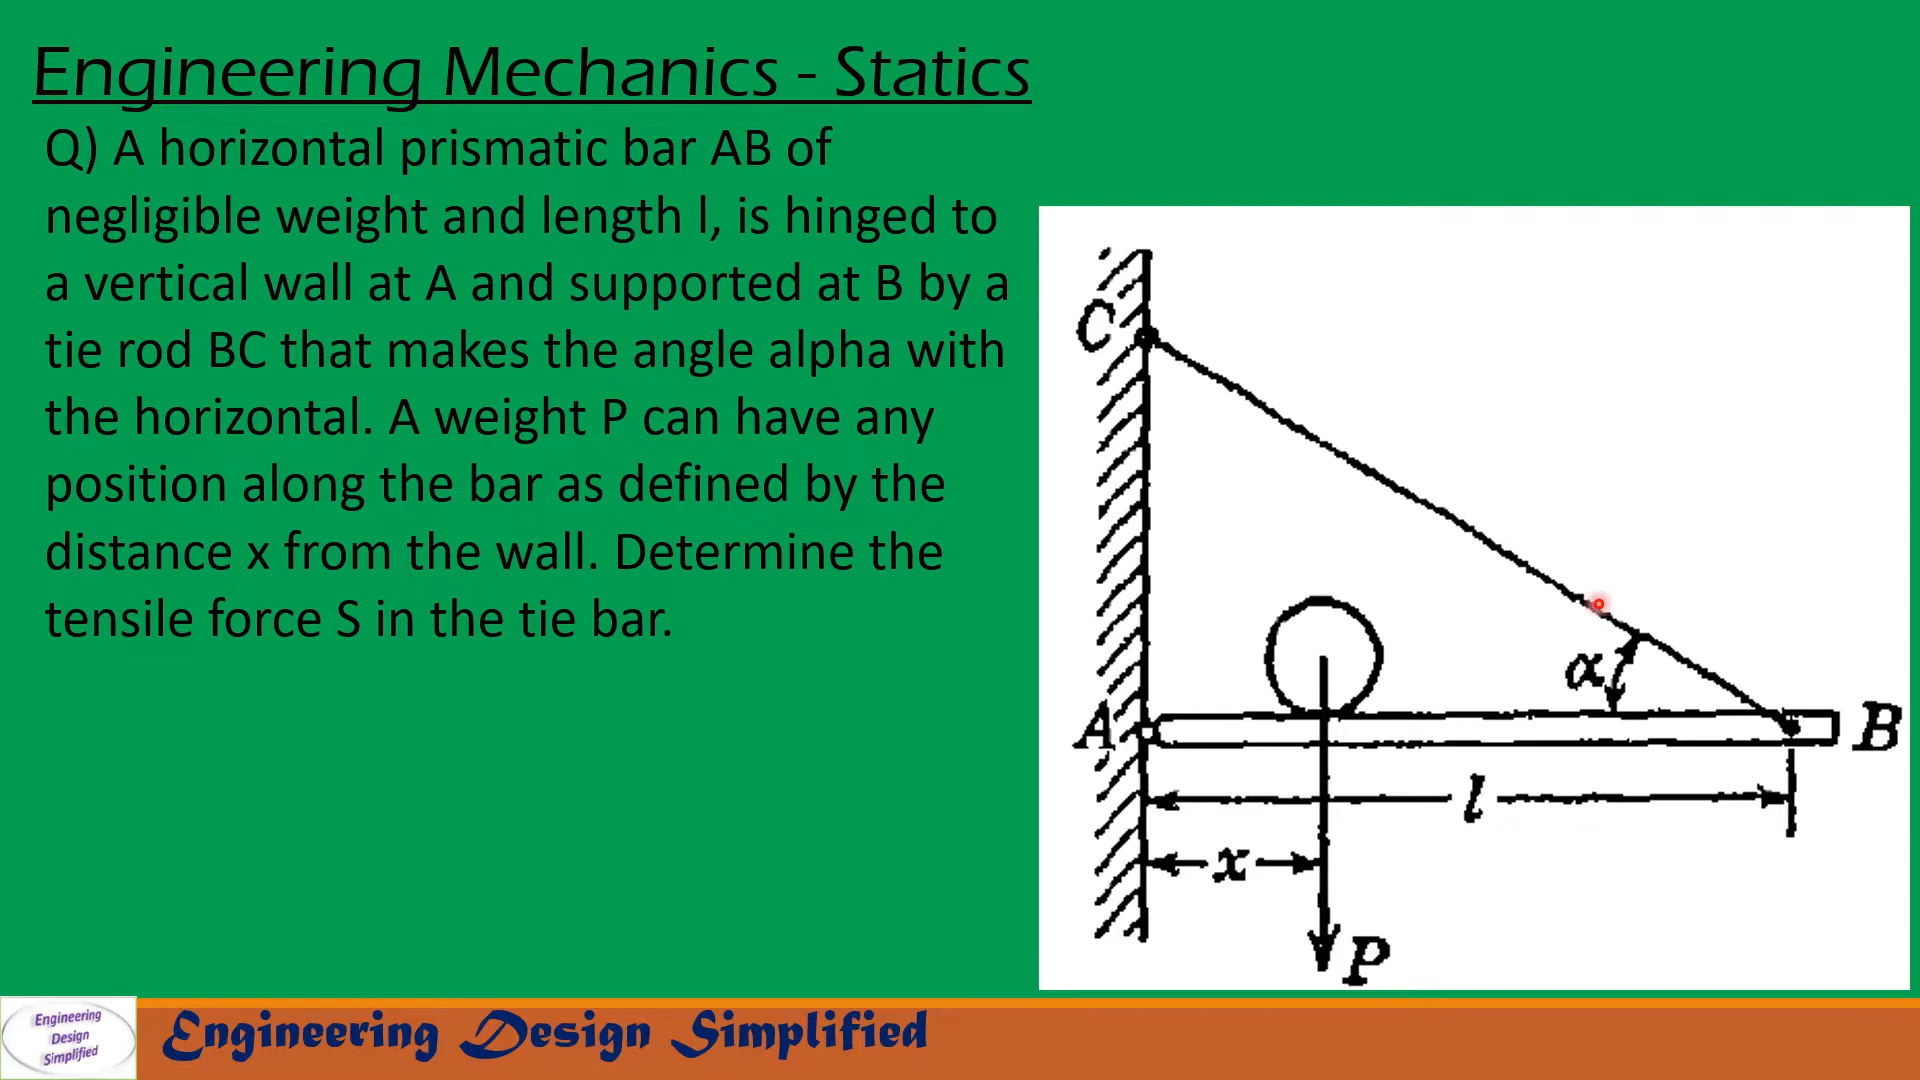 Engineering Mechanics - Statics
Q) A horizontal prismatic bar AB of
negligible weight and length l, is hinged to
a vertical wall at A and supported at B by a
tie rod BC that makes the angle alpha with
the horizontal. A weight P can have any
position along the bar as defined by the
distance x from the wall. Determine the
tensile force S in the tie bar.
C
α
A
B
l
x
P
Engineering
Design
Simplified
Engineering Design Simplified